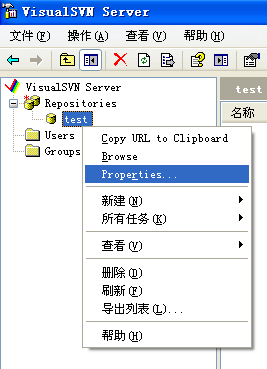 VisualSVN Server
文件(F) 操作(A) 查看(V) 帮助(H)
VisualSVN Server
Repositories
test
Users
Groups
test
名称
Copy URL to Clipboard
Browse
Properties...
新建(N)
所有任务(K)
查看(V)
删除(D)
刷新(F)
导出列表(L)...
帮助(H)